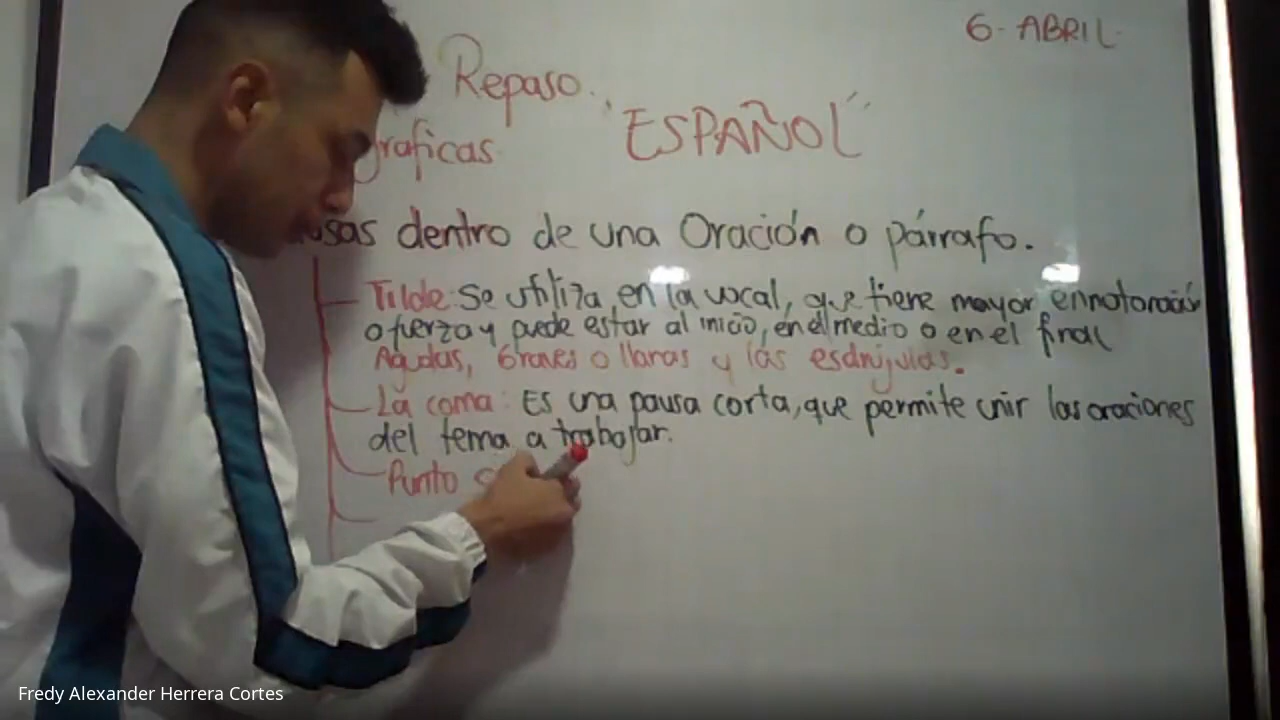 6. ABRIL.
Repaso.
"ESPAÑOL"
graficas
usas dentro de una Oración o párrafo.
Tilde: Se utiliza en la vocal, que tiene mayor ennotonación
o fuerza y puede estar al inicio, en el medio o en el final
Agudas, Graves o llanas y las esdrújulas.
La coma: Es una pausa corta, que permite unir las oraciones
del tema a trabajar.
Punto
Fredy Alexander Herrera Cortes